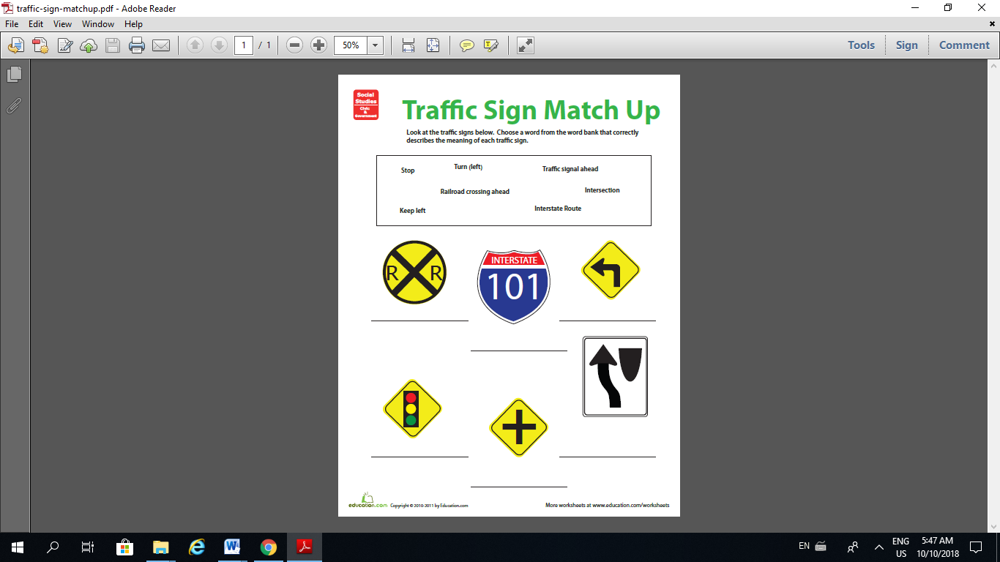 traffic-sign-matchup.pdf - Adobe Reader
File Edit View Window Help
1 / 1 50% Tools Sign Comment
Social
Studies
Civic
&
Government
Traffic Sign Match Up
Look at the traffic signs below. Choose a word from the word bank that correctly
describes the meaning of each traffic sign.
Stop Turn (left) Traffic signal ahead
Railroad crossing ahead Intersection
Keep left Interstate Route
R R
INTERSTATE
101
education.com Copyright © 2010-2011 by Education.com More worksheets at www.education.com/worksheets
EN ENG 5:47 AM
US 10/10/2018